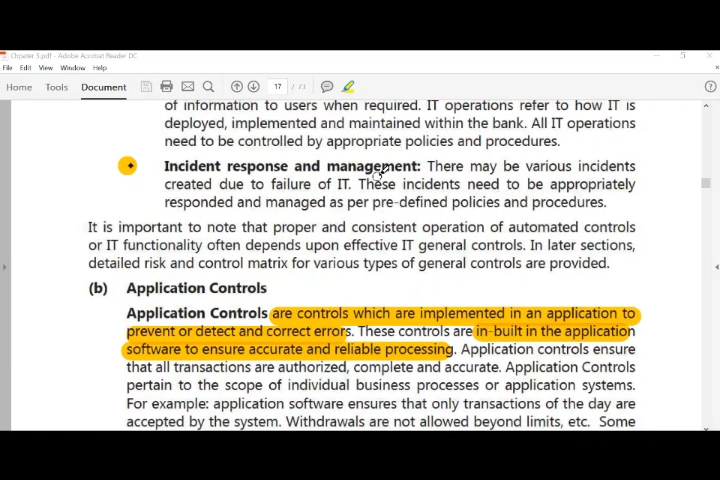 Chpater 5.pdf - Adobe Acrobat Reader DC
File Edit View Window Help
Home Tools Document 17 / 73
of information to users when required. IT operations refer to how IT is
deployed, implemented and maintained within the bank. All IT operations
need to be controlled by appropriate policies and procedures.
Incident response and management: There may be various incidents
created due to failure of IT. These incidents need to be appropriately
responded and managed as per pre-defined policies and procedures.
It is important to note that proper and consistent operation of automated controls
or IT functionality often depends upon effective IT general controls. In later sections,
detailed risk and control matrix for various types of general controls are provided.
(b) Application Controls
Application Controls are controls which are implemented in an application to
prevent or detect and correct errors. These controls are in-built in the application
software to ensure accurate and reliable processing. Application controls ensure
that all transactions are authorized, complete and accurate. Application Controls
pertain to the scope of individual business processes or application systems.
For example: application software ensures that only transactions of the day are
accepted by the system. Withdrawals are not allowed beyond limits, etc. Some